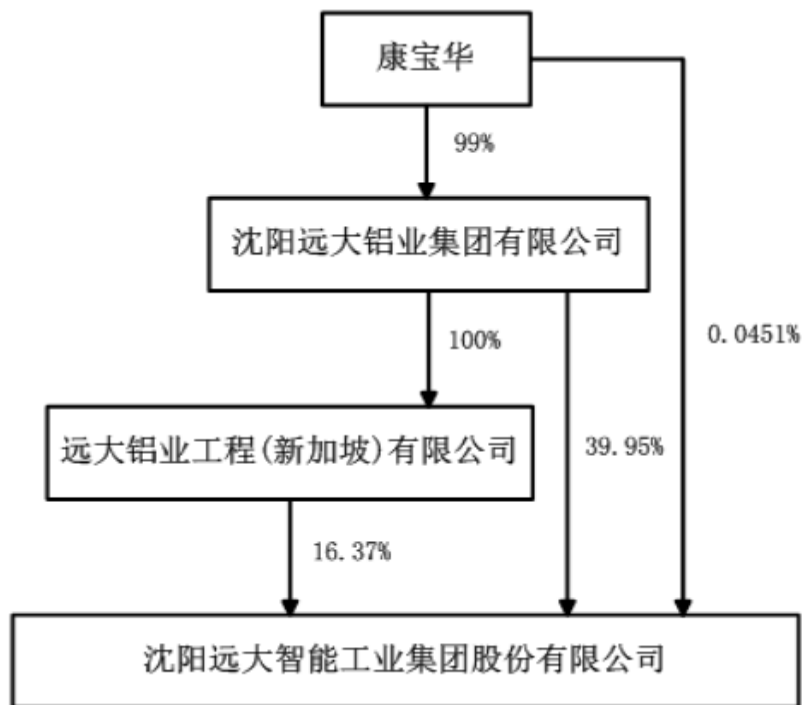 康宝华
99%
沈阳远大铝业集团有限公司
100%
0.0451%
远大铝业工程(新加坡)有限公司
39.95%
16.37%
沈阳远大智能工业集团股份有限公司